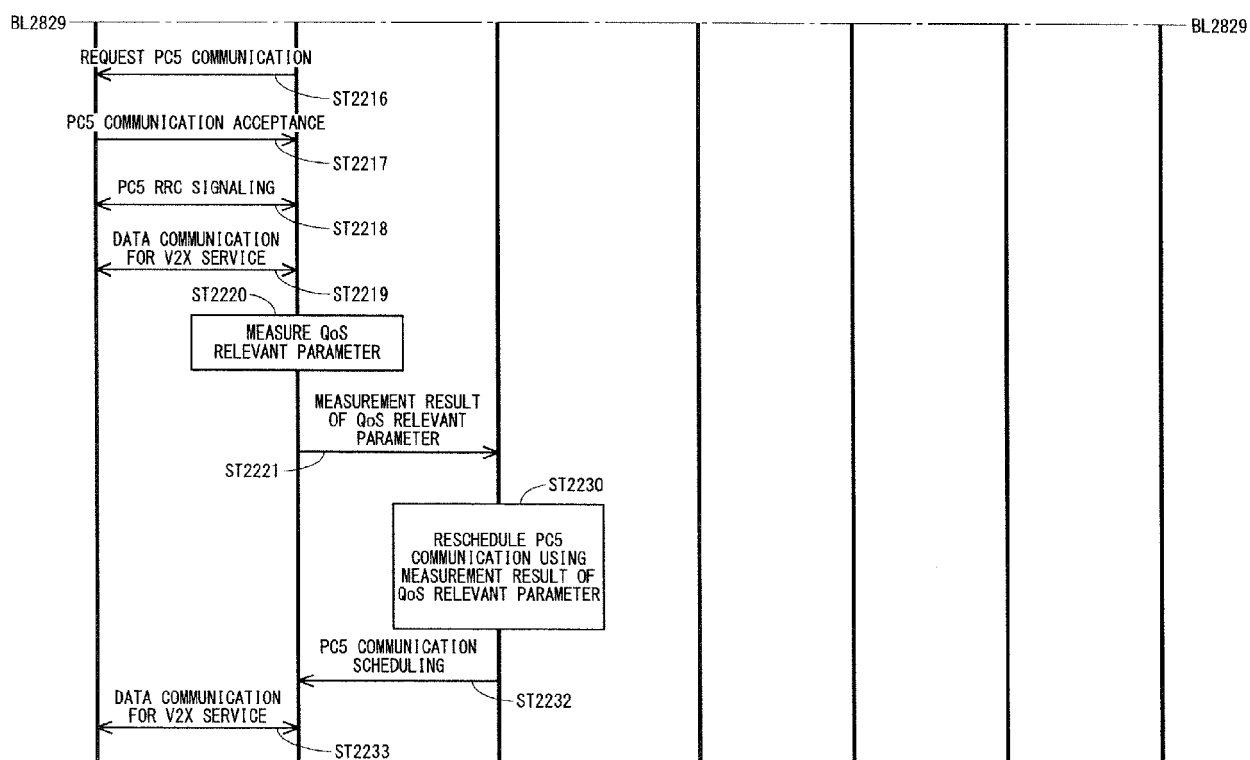 BL2829
BL2829
REQUEST PC5 COMMUNICATION
ST2216
PC5 COMMUNICATION ACCEPTANCE
ST2217
PC5 RRC SIGNALING
ST2218
DATA COMMUNICATION
FOR V2X SERVICE
ST2219
ST2220
MEASURE QoS
RELEVANT PARAMETER
MEASUREMENT RESULT
OF QoS RELEVANT
PARAMETER
ST2221
ST2230
RESCHEDULE PC5
COMMUNICATION USING
MEASUREMENT RESULT OF
QoS RELEVANT PARAMETER
PC5 COMMUNICATION
SCHEDULING
ST2232
DATA COMMUNICATION
FOR V2X SERVICE
ST2233